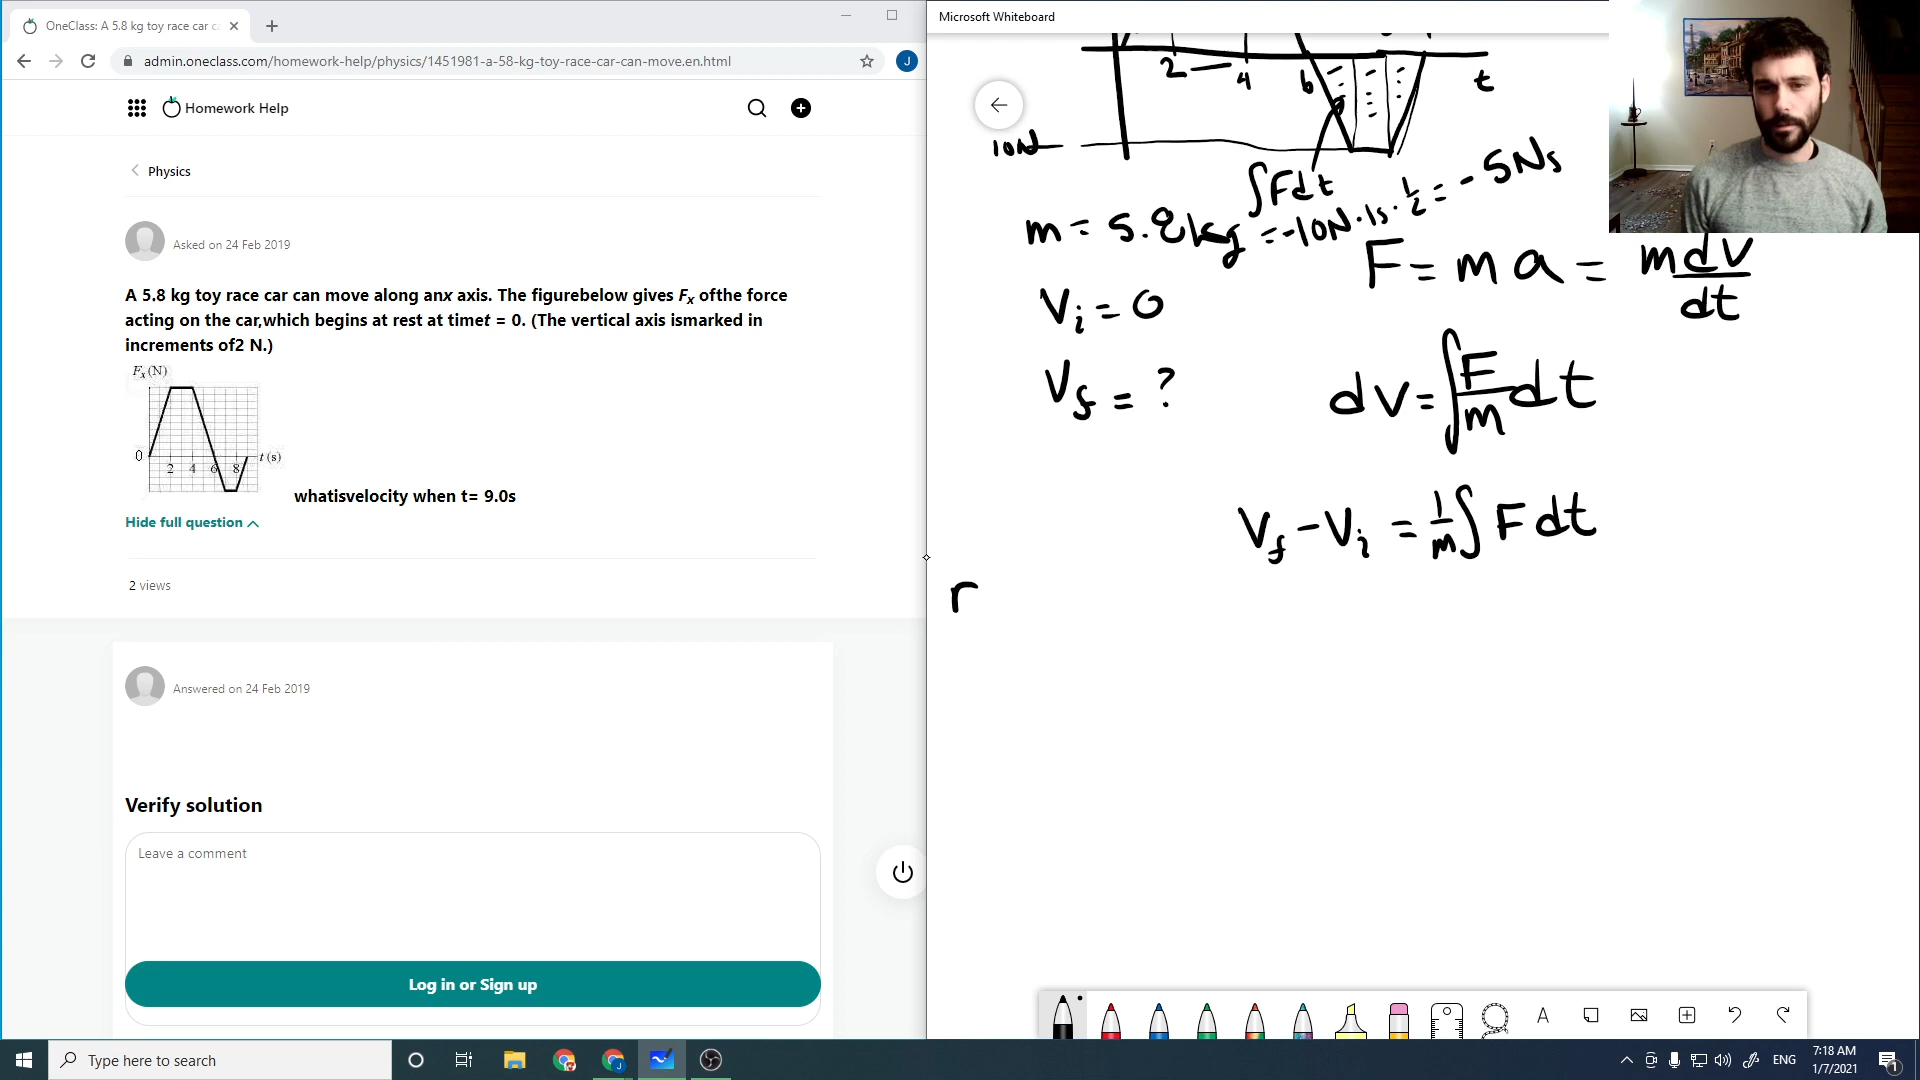 OneClass: A 5.8 kg toy race car ca
admin.oneclass.com/homework-help/physics/1451981-a-58-kg-toy-race-car-can-move.en.html
J
Homework Help
Physics
Asked on 24 Feb 2019
A 5.8 kg toy race car can move along anx axis. The figurebelow gives Fx ofthe force
acting on the car,which begins at rest at timet = 0. (The vertical axis ismarked in
increments of2 N.)
Fx (N)
0
2 4 6 8
t (s)
whatisvelocity when t= 9.0s
Hide full question
2 views
Answered on 24 Feb 2019
Verify solution
Leave a comment
Log in or Sign up
Microsoft Whiteboard
2 4 6 t
10N
∫Fdt
m = 5.8kg = -10N·1s·½ = -5Ns
F = ma = mdv/dt
Vi = 0
Vf = ?
dV = ∫F/m dt
Vf - Vi = 1/m ∫F dt
r
A
Type here to search
J
ENG
7:18 AM
1/7/2021
1